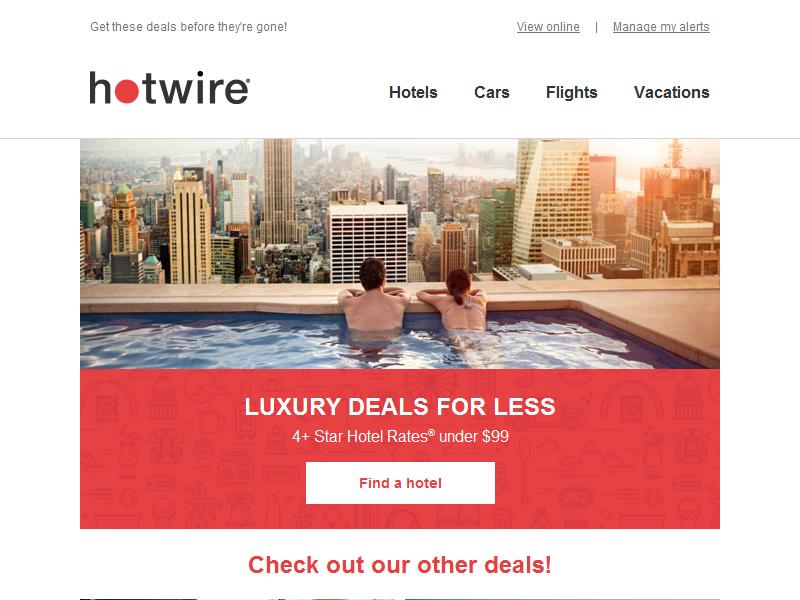 Get these deals before they're gone!
View online | Manage my alerts
hotwire®
Hotels Cars Flights Vacations
LUXURY DEALS FOR LESS
4+ Star Hotel Rates® under $99
Find a hotel
Check out our other deals!